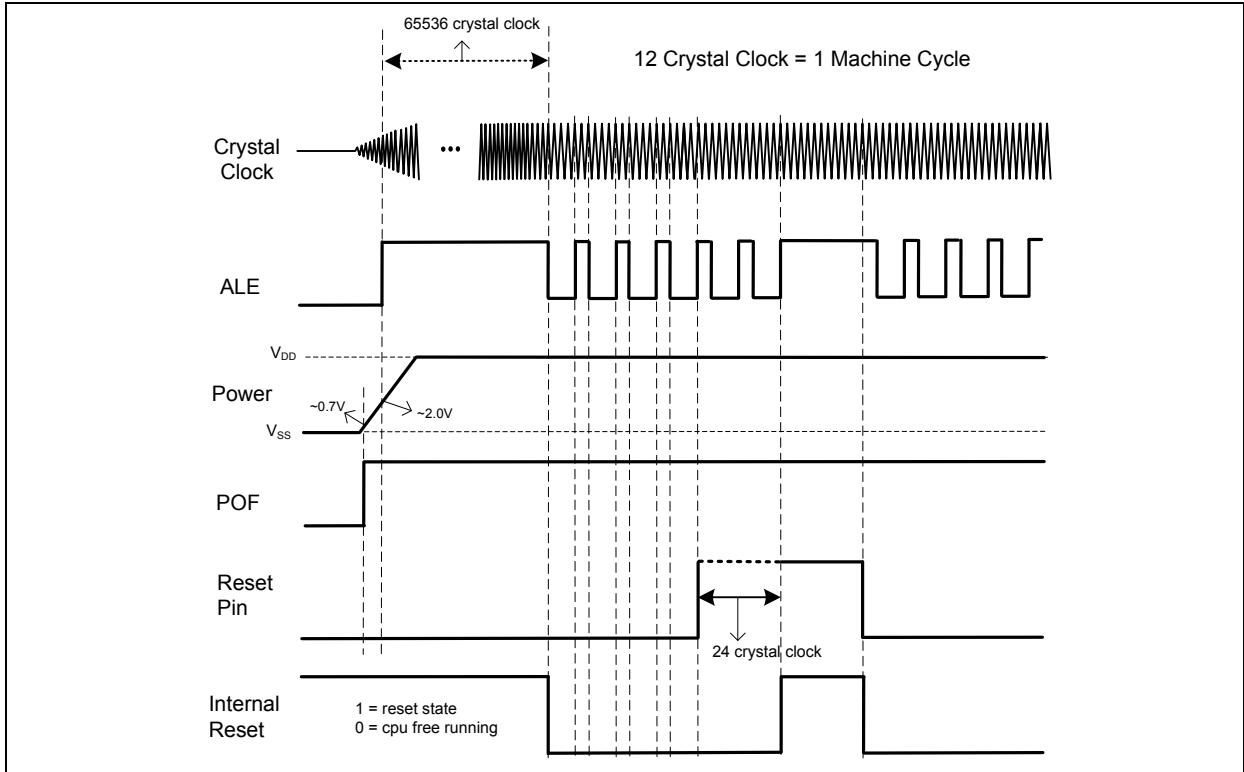 65536 crystal clock
12 Crystal Clock = 1 Machine Cycle
Crystal
Clock
ALE
VDD
Power
~0.7V
~2.0V
VSS
POF
Reset
Pin
24 crystal clock
Internal
Reset
1 = reset state
0 = cpu free running